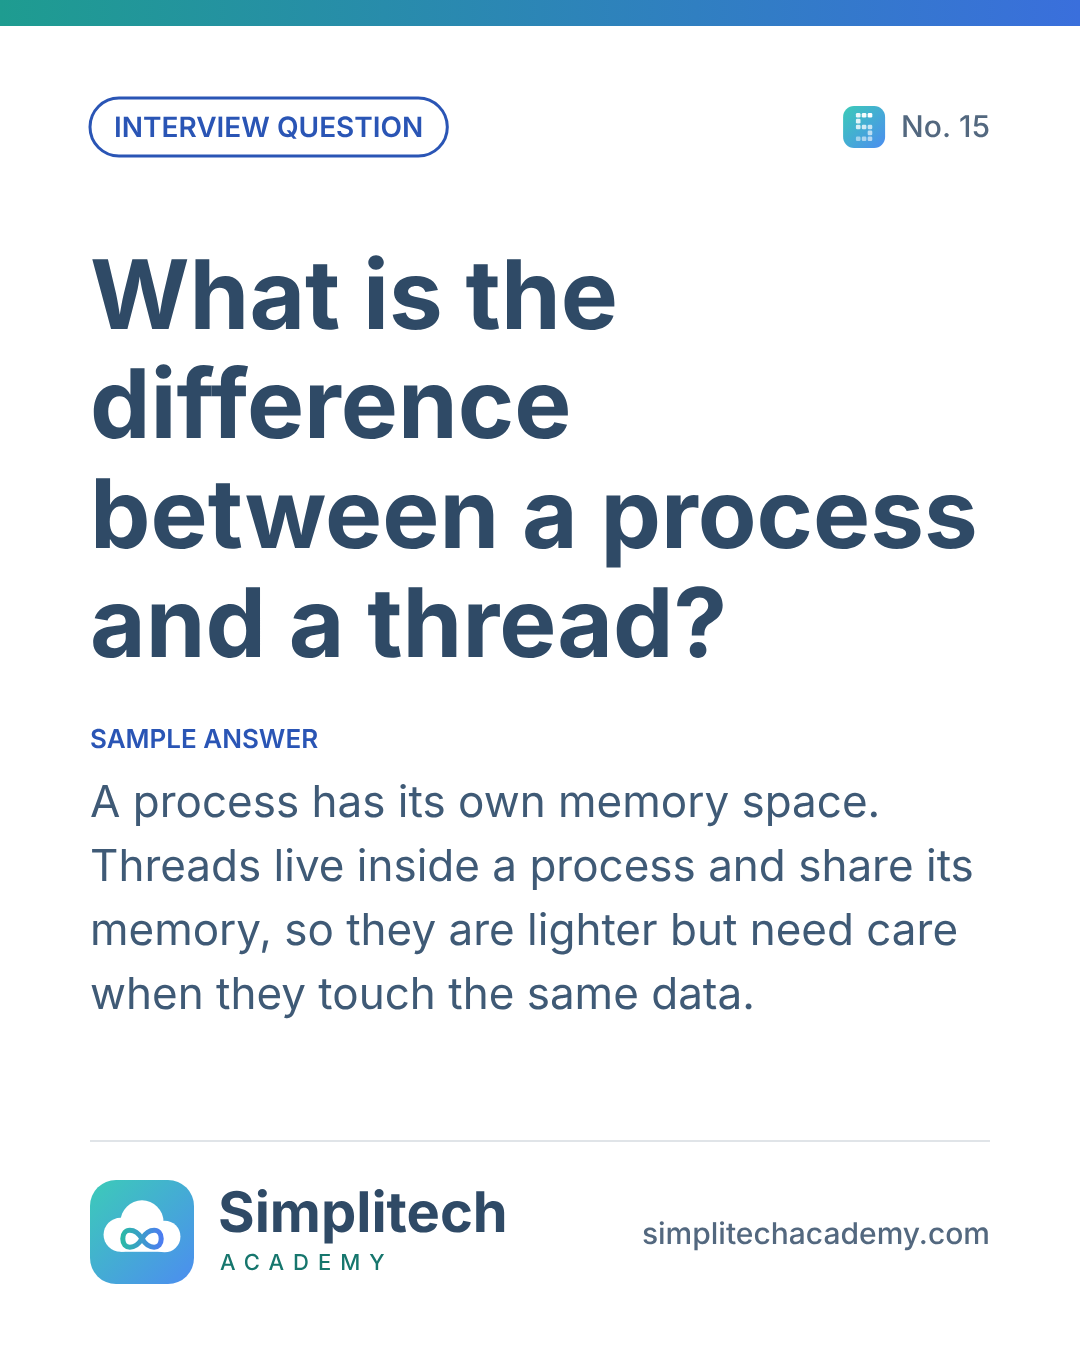 INTERVIEW QUESTION
No. 15
What is the
difference
between a process
and a thread?
SAMPLE ANSWER
A process has its own memory space.
Threads live inside a process and share its
memory, so they are lighter but need care
when they touch the same data.
Simplitech
ACADEMY
simplitechacademy.com